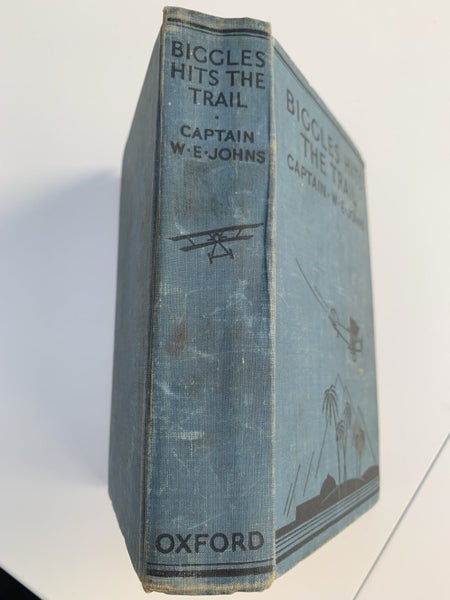 BIGGLES
HITS THE
TRAIL
·
CAPTAIN
W·E·JOHNS
OXFORD
BIGGLES HITS
THE TRAIL
CAPTAIN·W·E·JOHNS